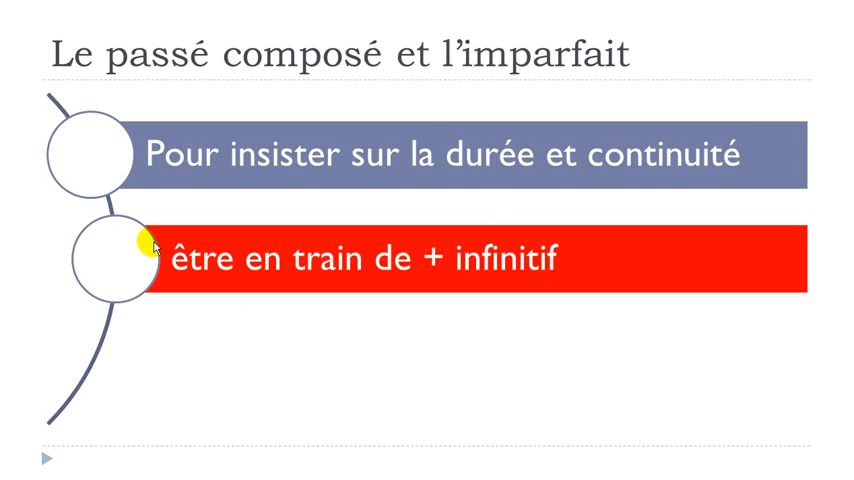 Le passé composé et l’imparfait
Pour insister sur la durée et continuité
être en train de + infinitif